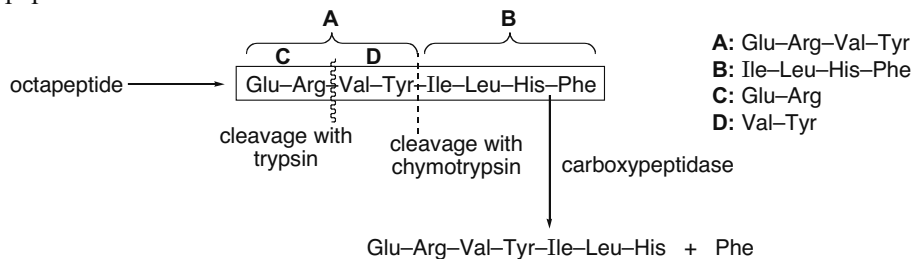 A
B
C
D
octapeptide
Glu–Arg–Val–Tyr–Ile–Leu–His–Phe
cleavage with
trypsin
cleavage with
chymotrypsin
carboxypeptidase
Glu–Arg–Val–Tyr–Ile–Leu–His + Phe
A: Glu–Arg–Val–Tyr
B: Ile–Leu–His–Phe
C: Glu–Arg
D: Val–Tyr